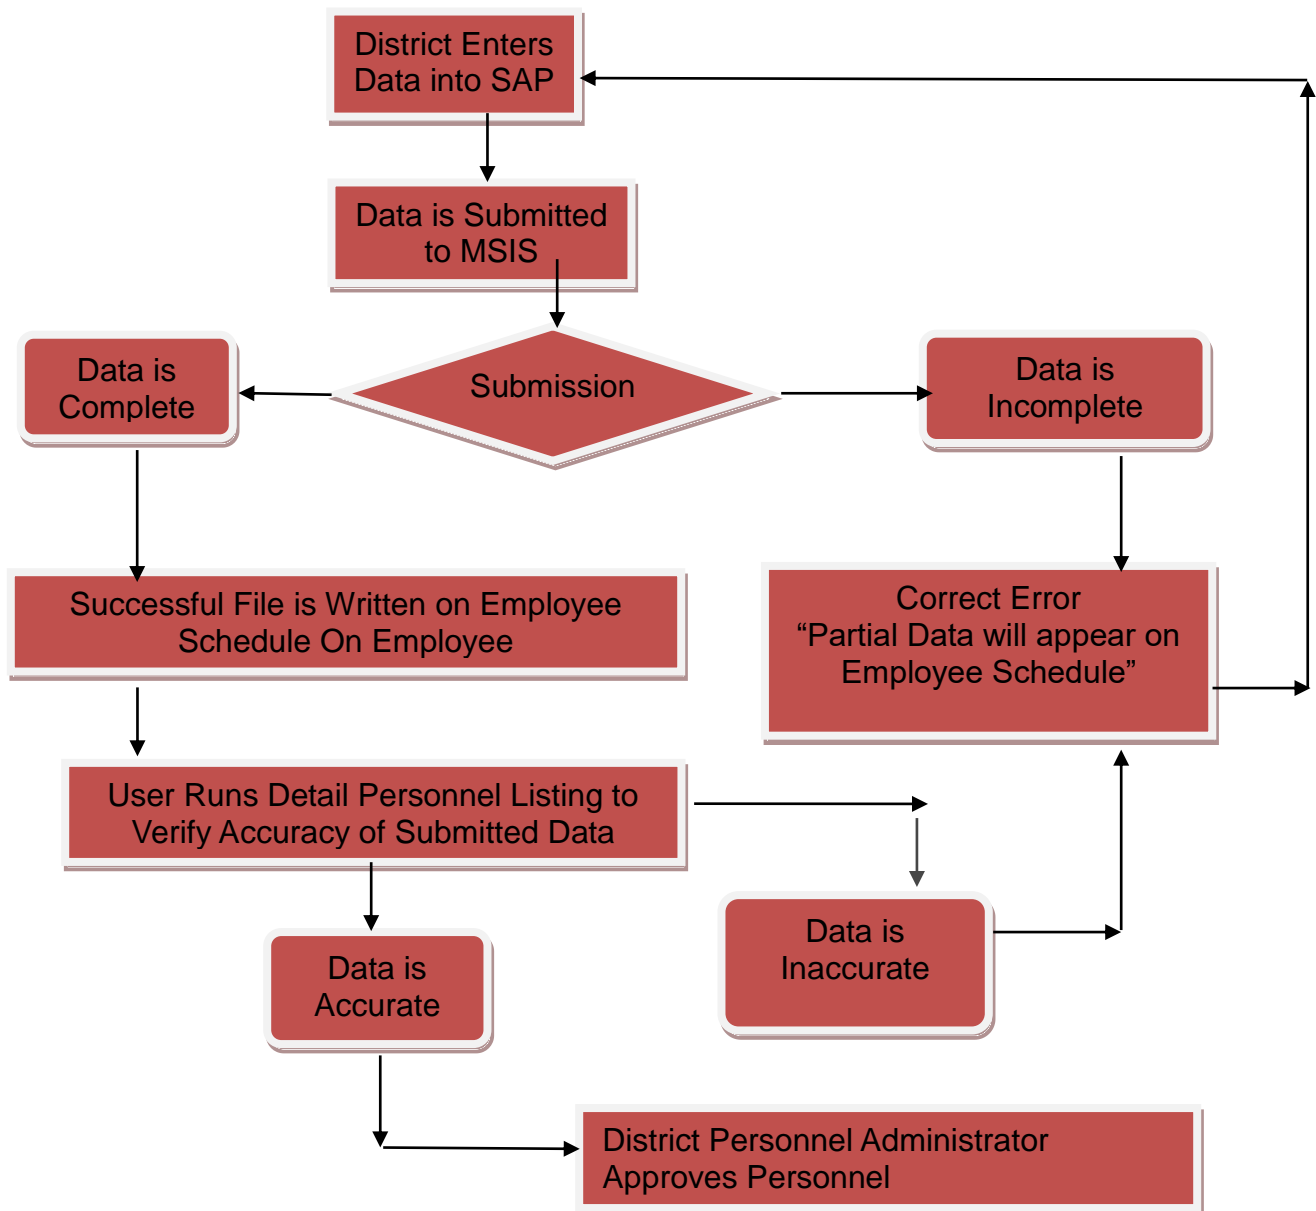 District Enters
Data into SAP
Data is Submitted
to MSIS
Submission
Data is
Complete
Data is
Incomplete
Successful File is Written on Employee
Schedule On Employee
Correct Error
“Partial Data will appear on
Employee Schedule”
User Runs Detail Personnel Listing to
Verify Accuracy of Submitted Data
Data is
Accurate
Data is
Inaccurate
District Personnel Administrator
Approves Personnel